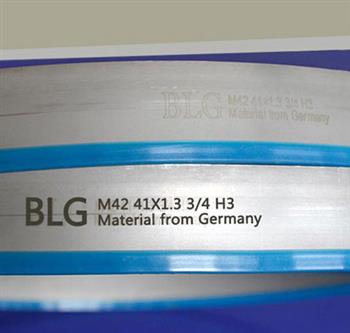 BLG M42 41X1.3 3/4 H3
Material from Germany
BLG M42 41X1.3 3/4 H3
Material from Germany